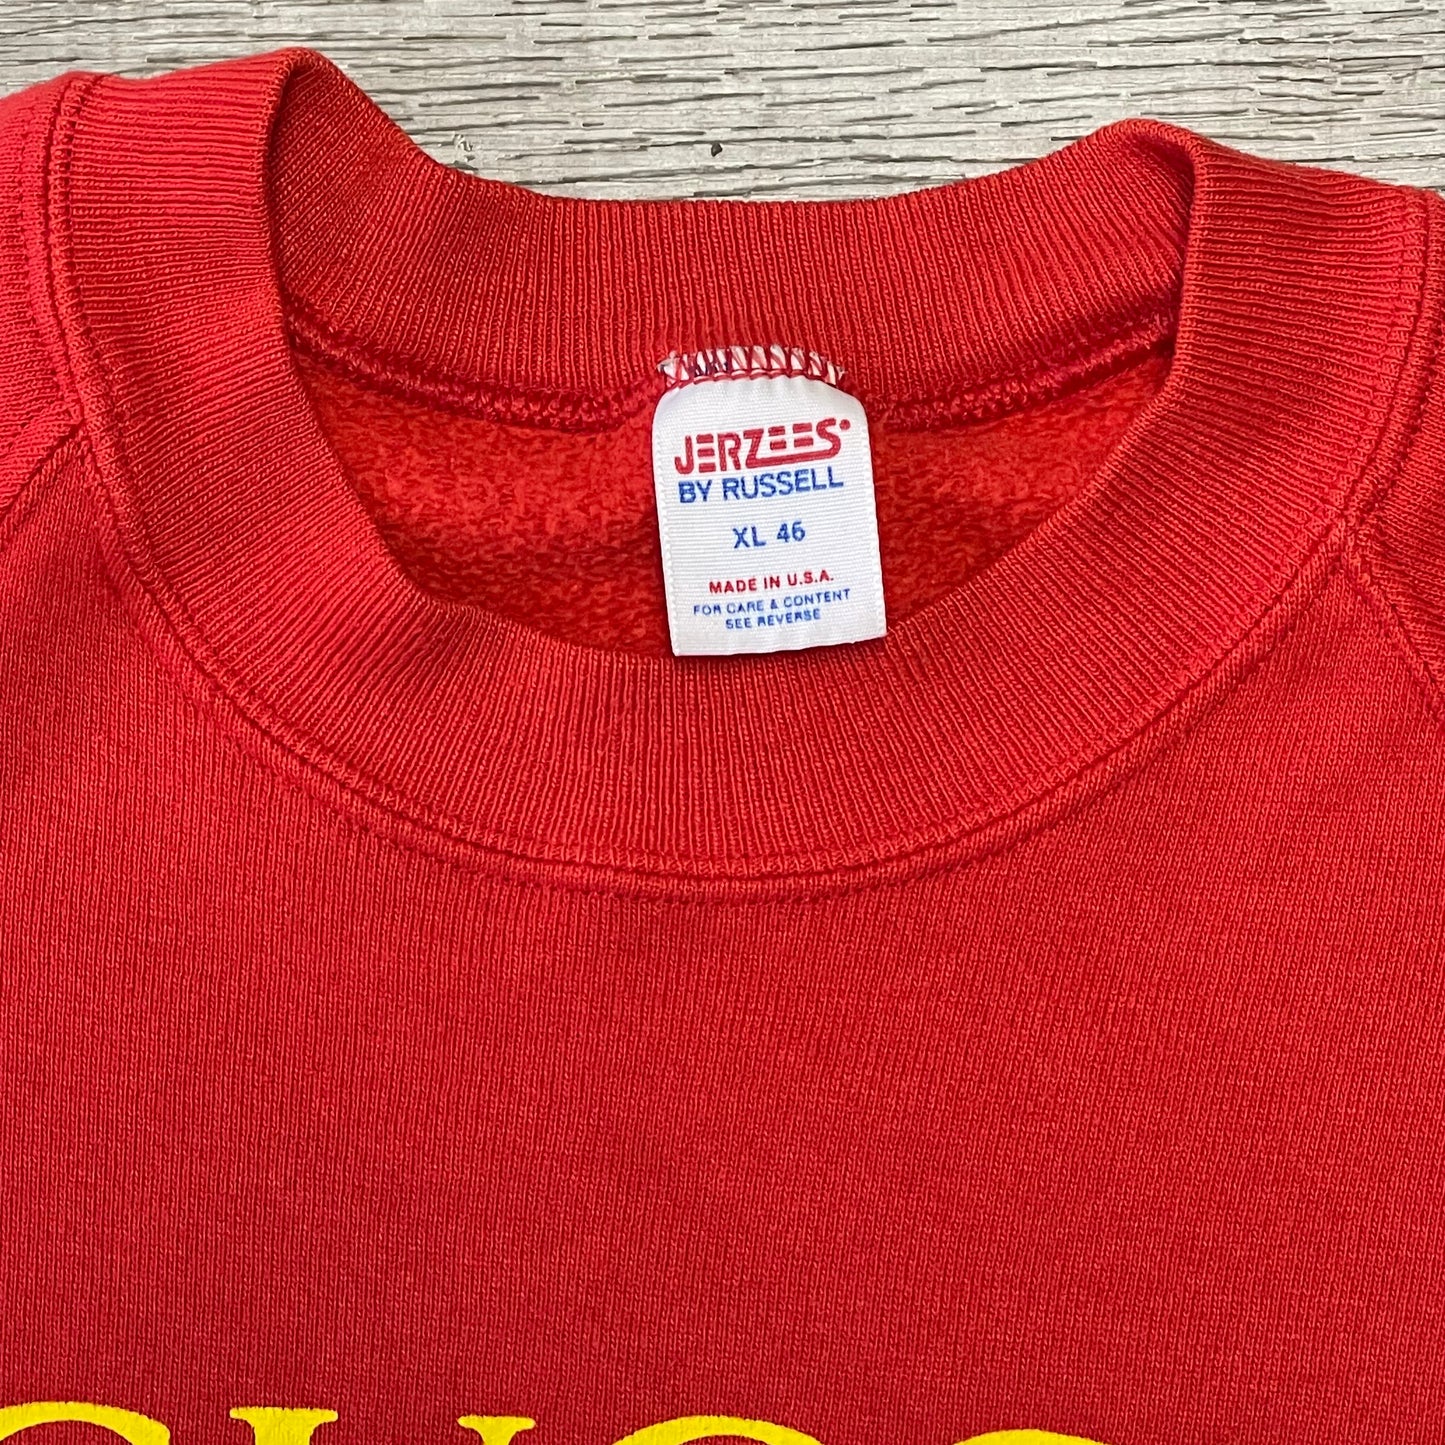 JERZEES
BY RUSSELL
XL 46
MADE IN U.S.A.
FOR CARE & CONTENT
SEE REVERSE